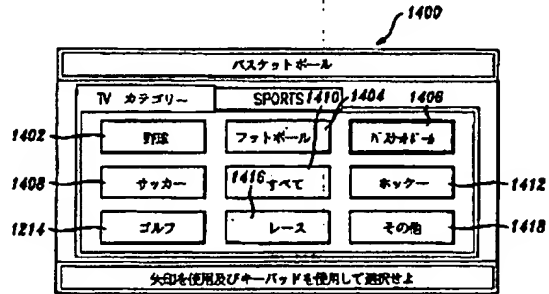 1400
バスケットボール
TV カテゴリー SPORTS 1410 1404 1406
1402 野球 フットボール バスケットボール
1408 サッカー 1416 すべて ホッケー 1412
1214 ゴルフ レース その他 1418
矢印を使用及びキーパッドを使用して選択せよ